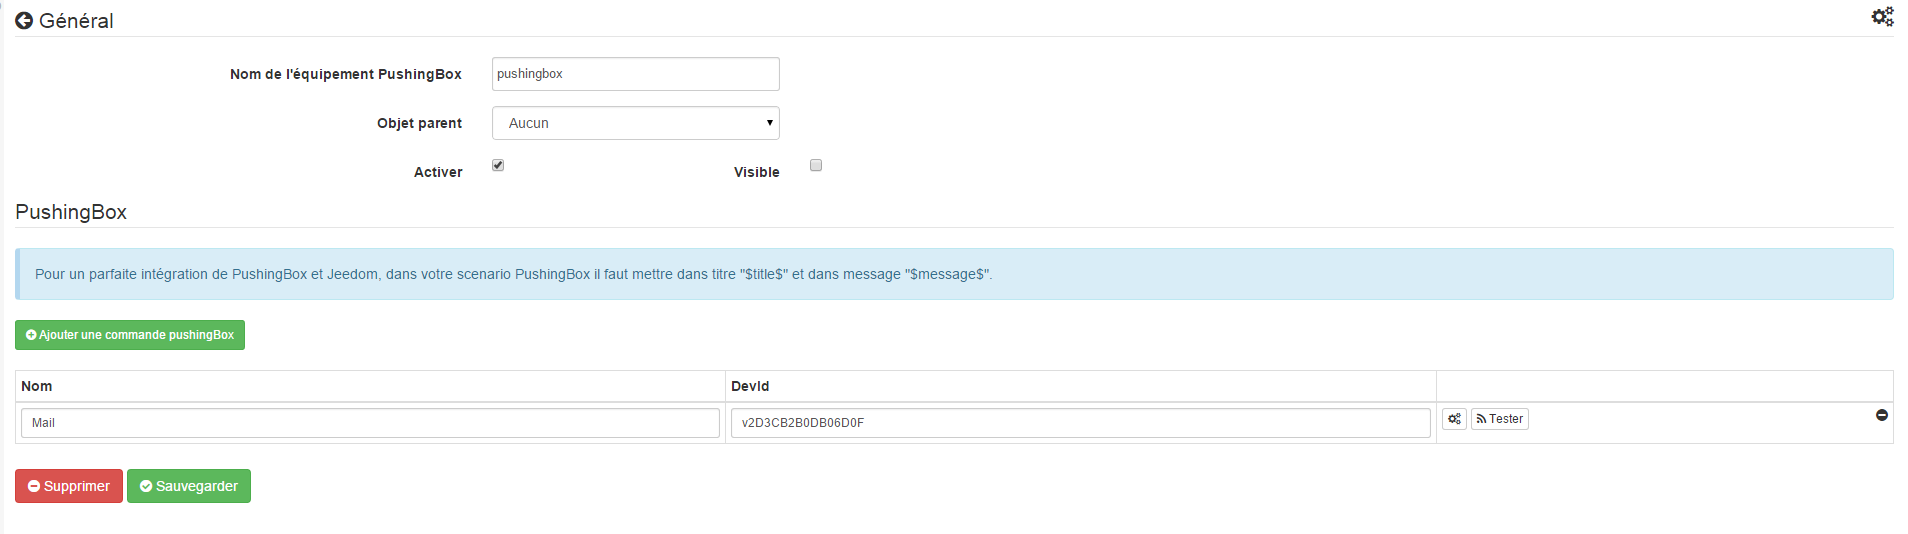 Général
Nom de l'équipement PushingBox
pushingbox
Objet parent
Aucun
Activer
Visible
PushingBox
Pour un parfaite intégration de PushingBox et Jeedom, dans votre scenario PushingBox il faut mettre dans titre "$title$" et dans message "$message$".
Ajouter une commande pushingBox
Nom DevId
Mail v2D3CB2B0DB06D0F Tester
Supprimer Sauvegarder